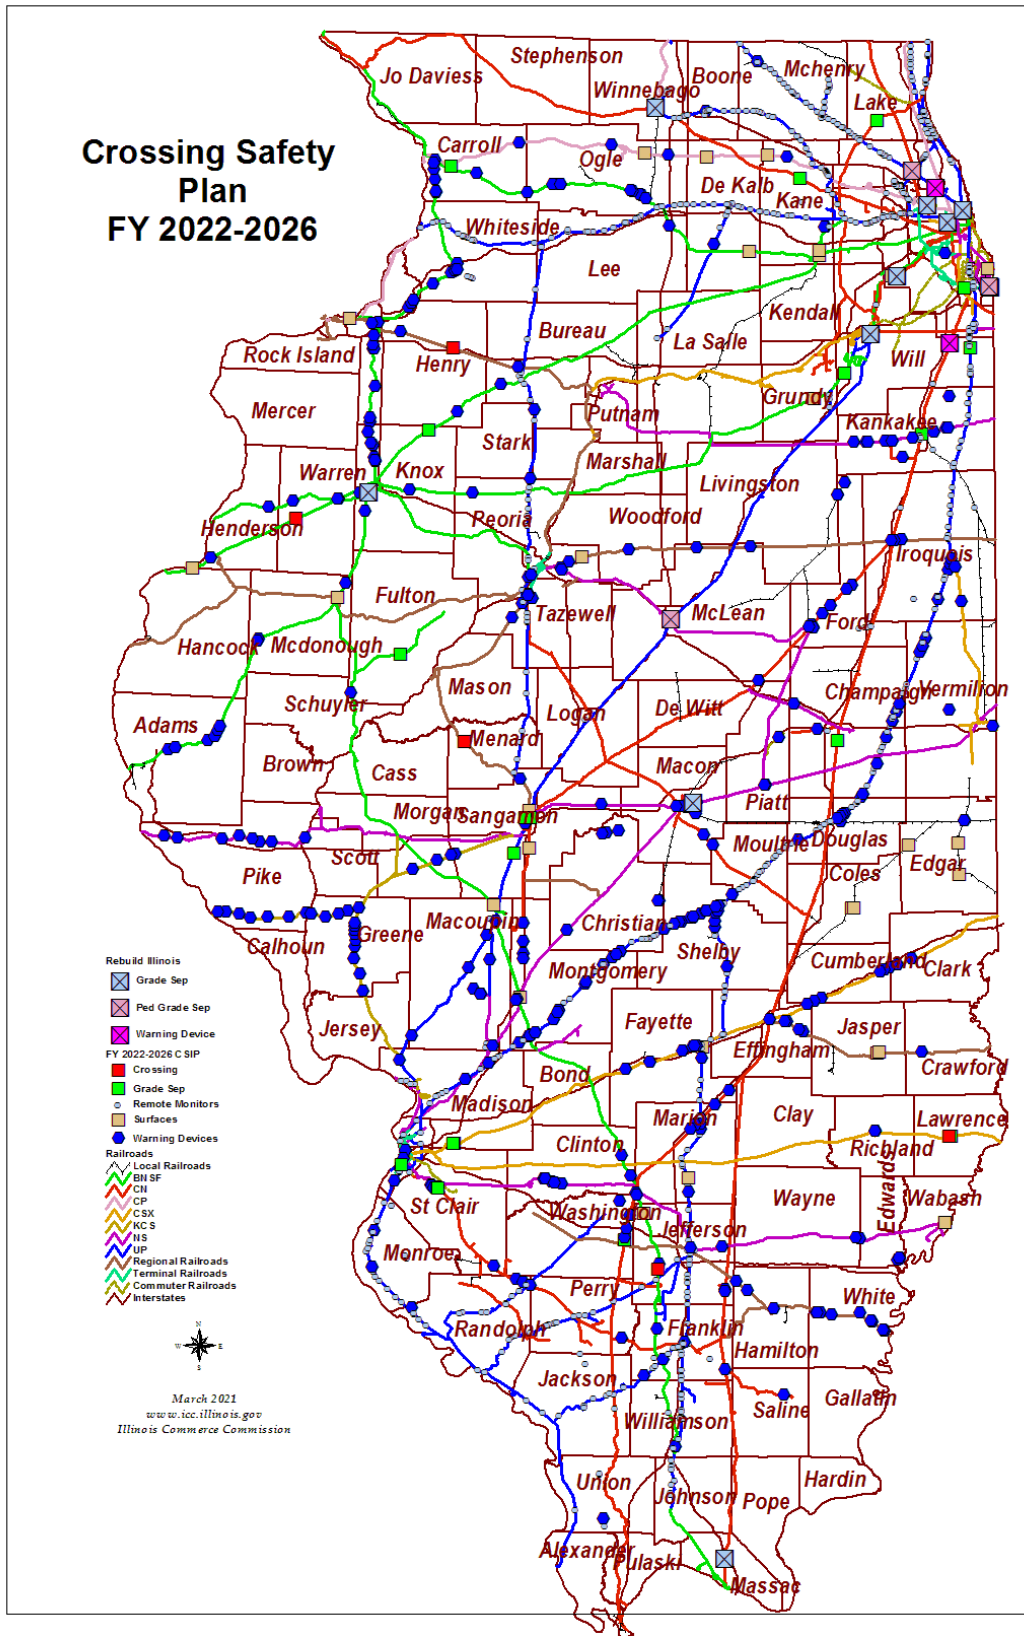 Crossing Safety
Plan
FY 2022-2026
Jo Daviess
Stephenson
Winnebago
Boone
Mchenry
Lake
Carroll
Ogle
De Kalb
Kane
Whiteside
Lee
Rock Island
Henry
Bureau
La Salle
Kendall
Will
Grundy
Mercer
Putnam
Kankakee
Stark
Marshall
Warren
Knox
Livingston
Henderson
Peoria
Woodford
Iroquois
Fulton
Tazewell
McLean
Ford
Hancock
Mcdonough
Schuyler
Mason
Logan
De Witt
Champaign
Vermilion
Adams
Brown
Cass
Menard
Macon
Piatt
Morgan
Sangamon
Moultrie
Douglas
Scott
Pike
Coles
Edgar
Calhoun
Greene
Macoupin
Christian
Shelby
Montgomery
Cumberland
Clark
Jersey
Fayette
Effingham
Jasper
Crawford
Bond
Madison
Marion
Clay
Clinton
Richland
Lawrence
St Clair
Washington
Jefferson
Wayne
Edwards
Wabash
Monroe
Perry
White
Randolph
Franklin
Hamilton
Jackson
Williamson
Saline
Gallatin
Union
Johnson
Pope
Hardin
Alexander
Pulaski
Massac
Rebuild Illinois
Grade Sep
Ped Grade Sep
Warning Device
FY 2022-2026 C SIP
Crossing
Grade Sep
Remote Monitors
Surfaces
Warning Devices
Railroads
Local Railroads
BNSF
CN
CP
CSX
KCS
NS
UP
Regional Railroads
Terminal Railroads
Commuter Railroads
Interstates
N
W E
S
March 2021
www.icc.illinois.gov
Illinois Commerce Commission